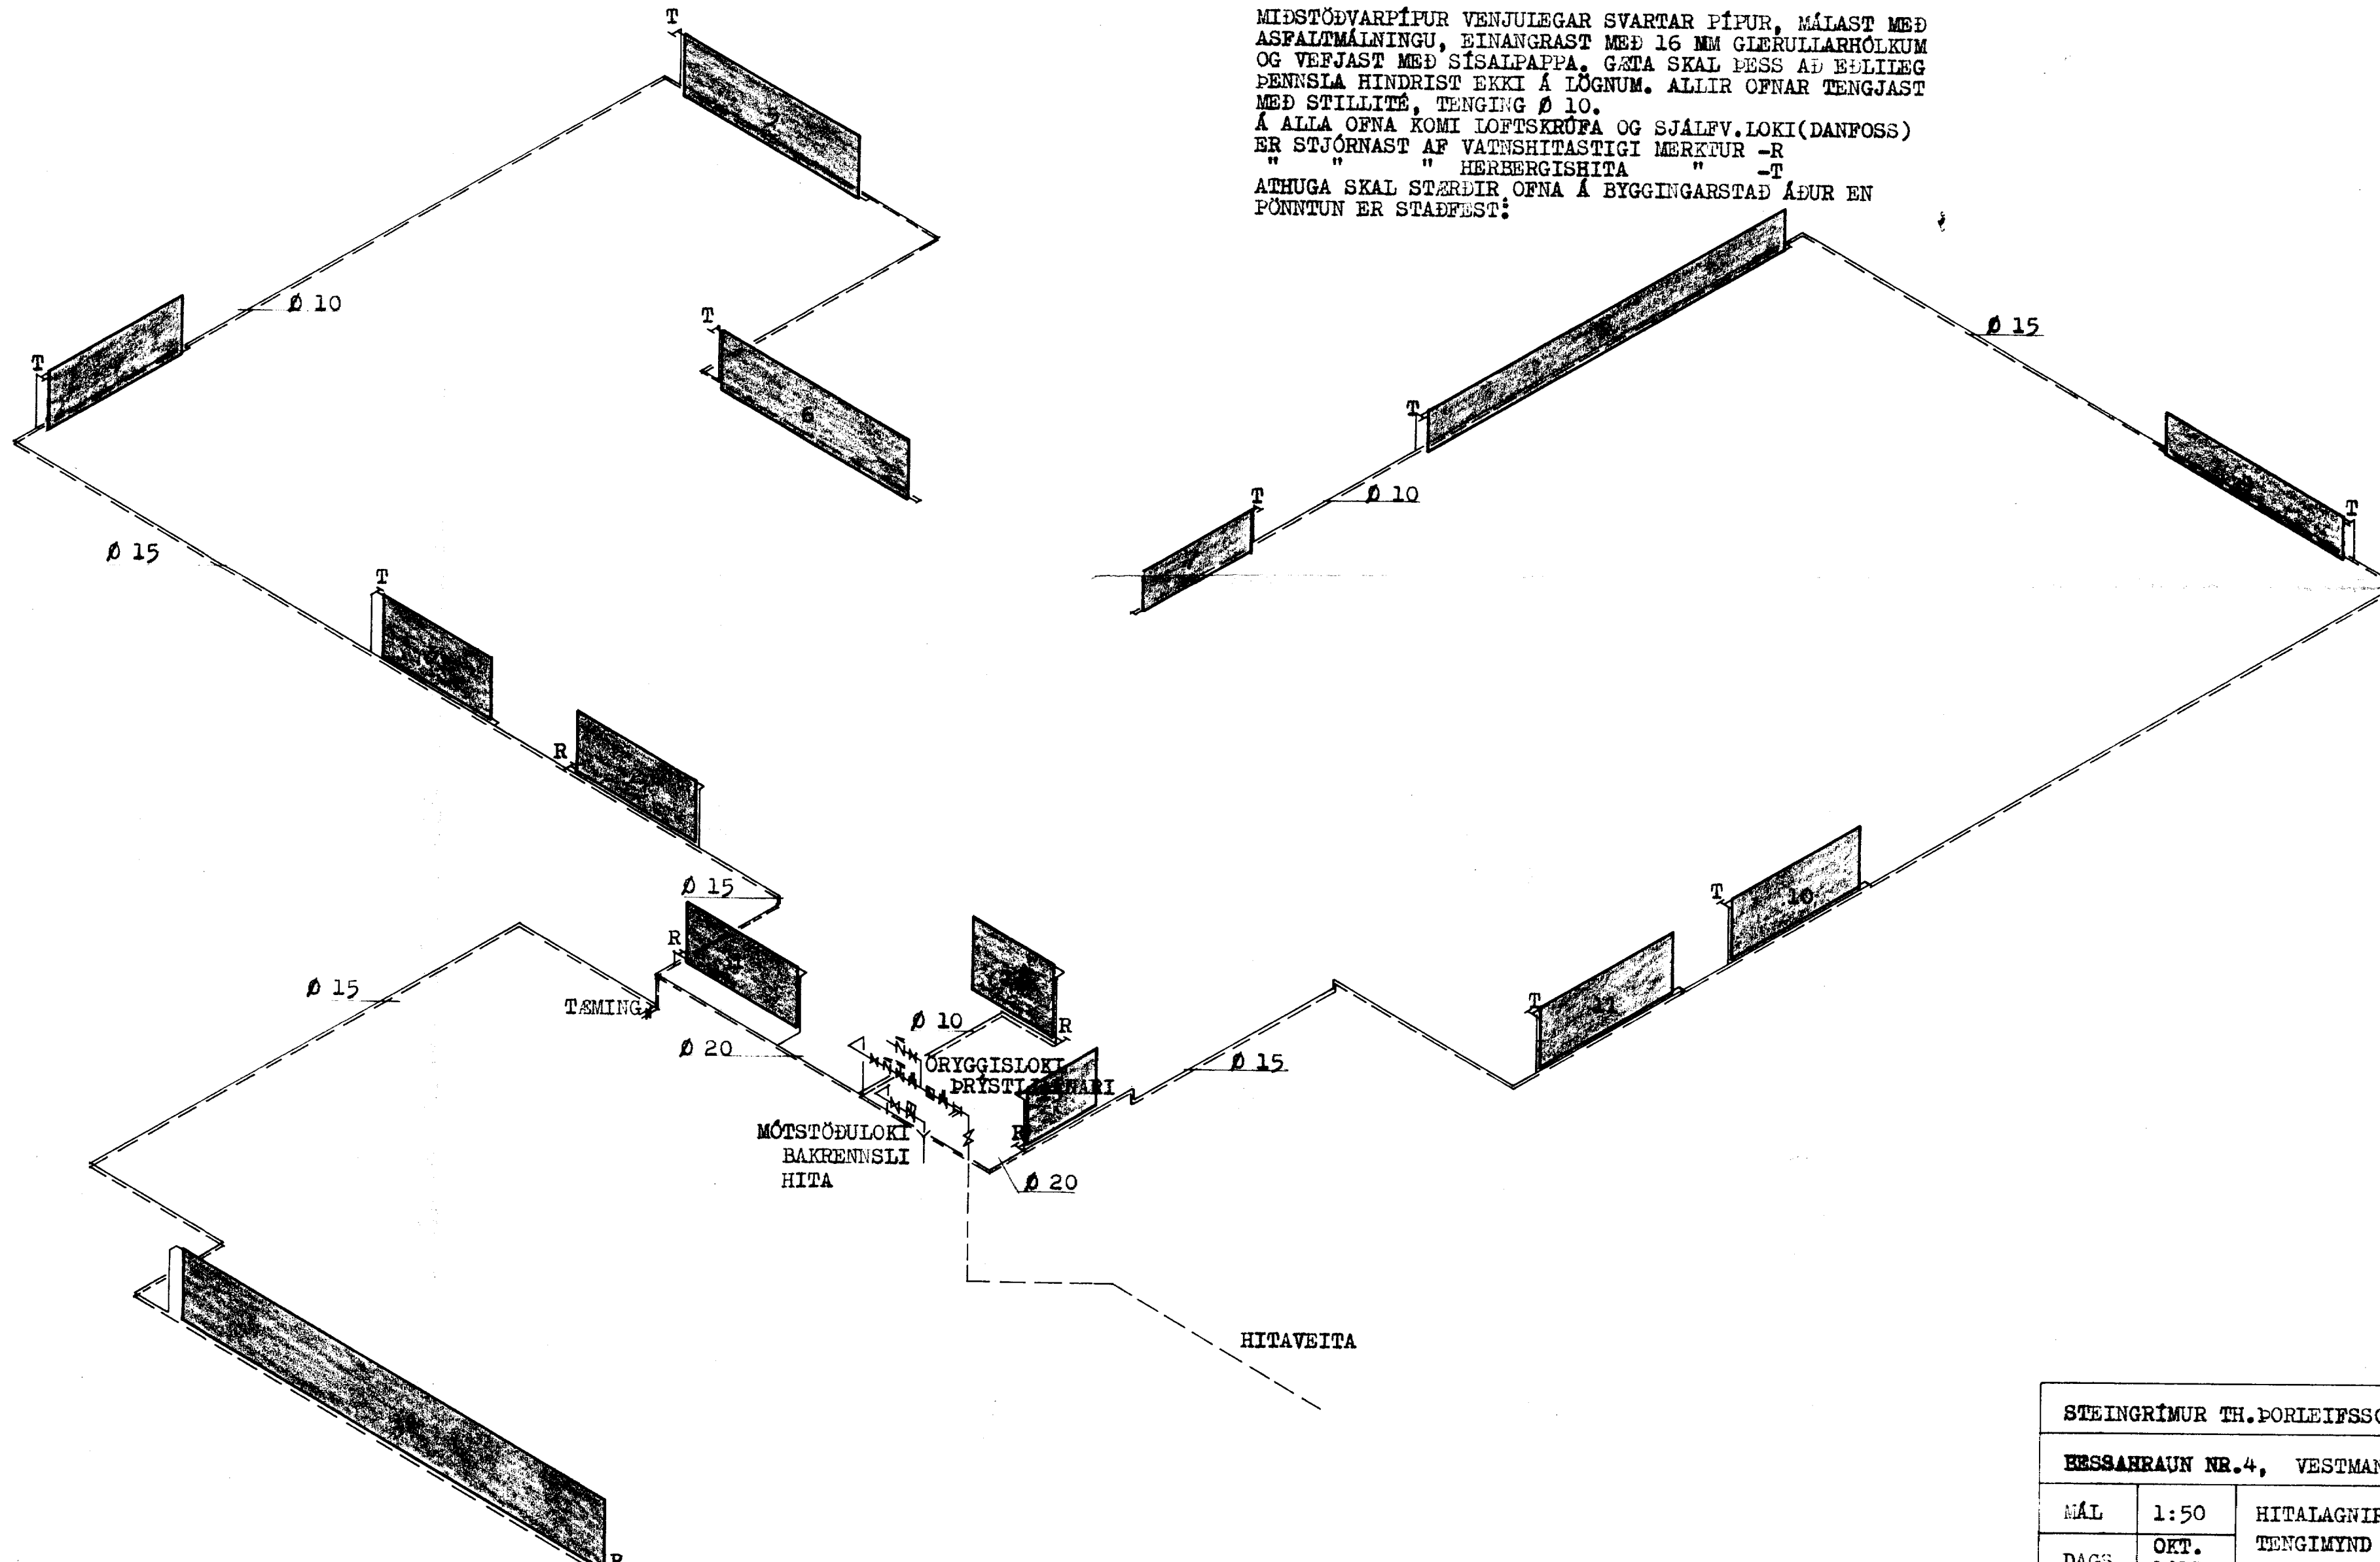 MIÐSTÖÐVARPÍPUR VENJULEGAR SVARTAR PÍPUR, MÁLAST MEÐ
ASFALTMÁLNINGU, EINANGRAST MEÐ 16 MM GLERULLARHÓLKUM
OG VEFJAST MEÐ SÍSALPAPPA. GÆTA SKAL ÞESS AÐ EÐLILEG
ÞENNSLA HINDRIST EKKI Á LÖGNUM. ALLIR OFNAR TENGJAST
MEÐ STILLITÉ, TENGING Ø 10.
Á ALLA OFNA KOMI LOFTSKRÚFA OG SJÁLFV.LOKI(DANFOSS)
ER STJÓRNAST AF VATNSHITASTIGI MERKTUR -R
" " " HERBERGISHITA " -T
ATHUGA SKAL STÆRÐIR OFNA Á BYGGINGARSTAÐ ÁÐUR EN
PÖNNTUN ER STAÐFEST:
T
2
Ø 10
T
T
6
Ø 15
T
Ø 10
T
T
Ø 15
T
R
Ø 15
R
TÆMING
Ø 15
Ø 20
Ø 10
R
ÖRYGGISLOKI
R
MÓTSTÖÐULOKI
BAKRENNSLI
HITA
Ø 20
Ø 15
T
10
T
11
HITAVEITA
R
STEINGRÍMUR TH.ÞORLEIFSSO
BESSAHRAUN NR.4, VESTMAN
MÁL 1:50 HITALAGNIR
TENGIMYND
DAGS OKT.